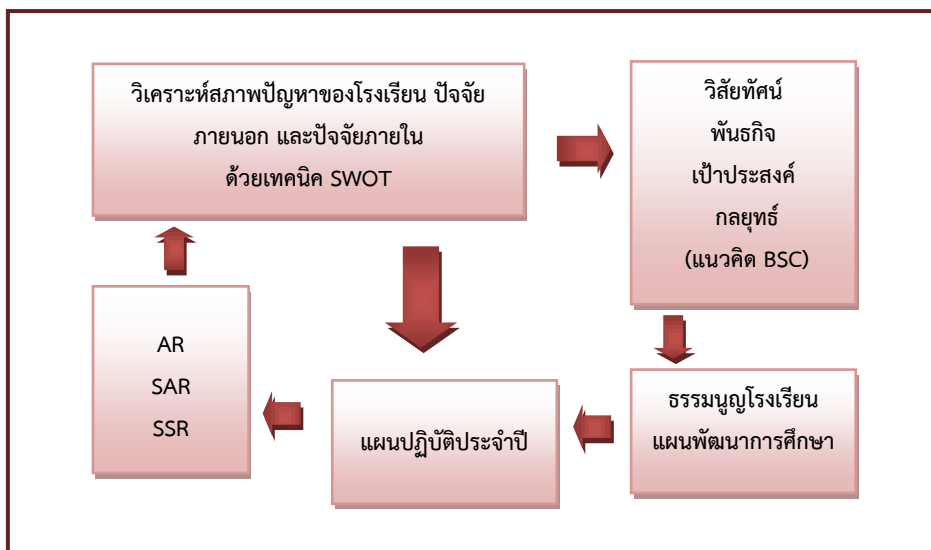 วิเคราะห์สภาพปัญหาของโรงเรียน ปัจจัย
ภายนอก และปัจจัยภายใน
ด้วยเทคนิค SWOT
วิสัยทัศน์
พันธกิจ
เป้าประสงค์
กลยุทธ์
(แนวคิด BSC)
ธรรมนูญโรงเรียน
แผนพัฒนาการศึกษา
แผนปฏิบัติประจำปี
AR
SAR
SSR